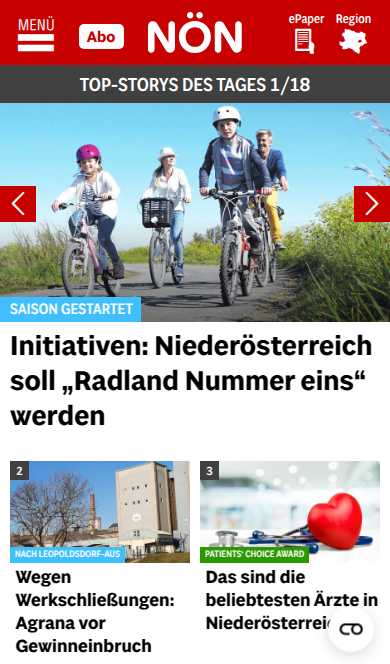 MENÜ
Abo
NÖN
ePaper
Region
TOP-STORYS DES TAGES 1/18
SAISON GESTARTET
Initiativen: Niederösterreich
soll „Radland Nummer eins“
werden
2
NACH LEOPOLDSDORF-AUS
Wegen
Werkschließungen:
Agrana vor
Gewinneinbruch
3
PATIENTS' CHOICE AWARD
Das sind die
beliebtesten Ärzte in